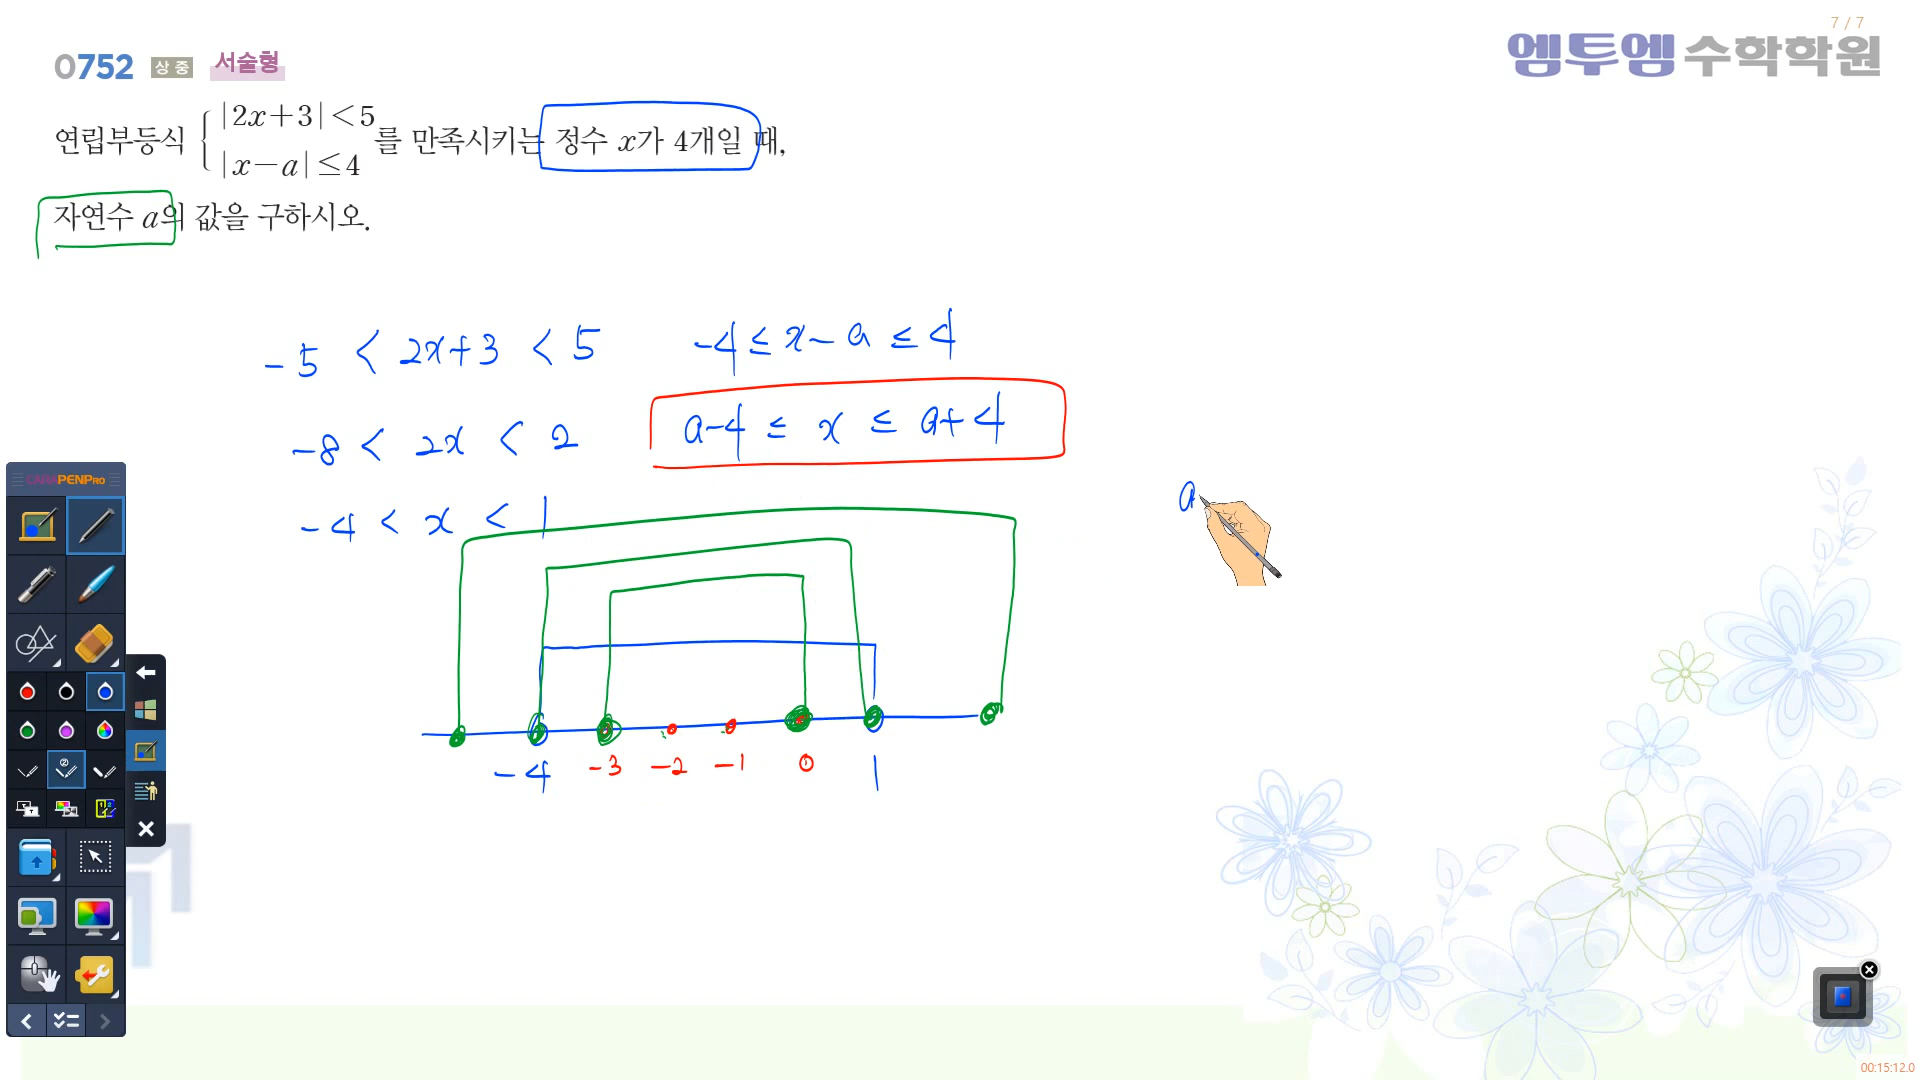 7 / 7
엠투엠 수학학원
0752 상 중 서술형
연립부등식 { |2x+3|<5 |x−a|≤4 를 만족시키는 정수 x가 4개일 때,
자연수 a의 값을 구하시오.
-5 < 2x+3 < 5
-4 ≤ x-a ≤ 4
-8 < 2x < 2
a-4 ≤ x ≤ a+4
-4 < x < 1
a
-4 -3 -2 -1 0 1
CAMPENPRO
00:15:12.0